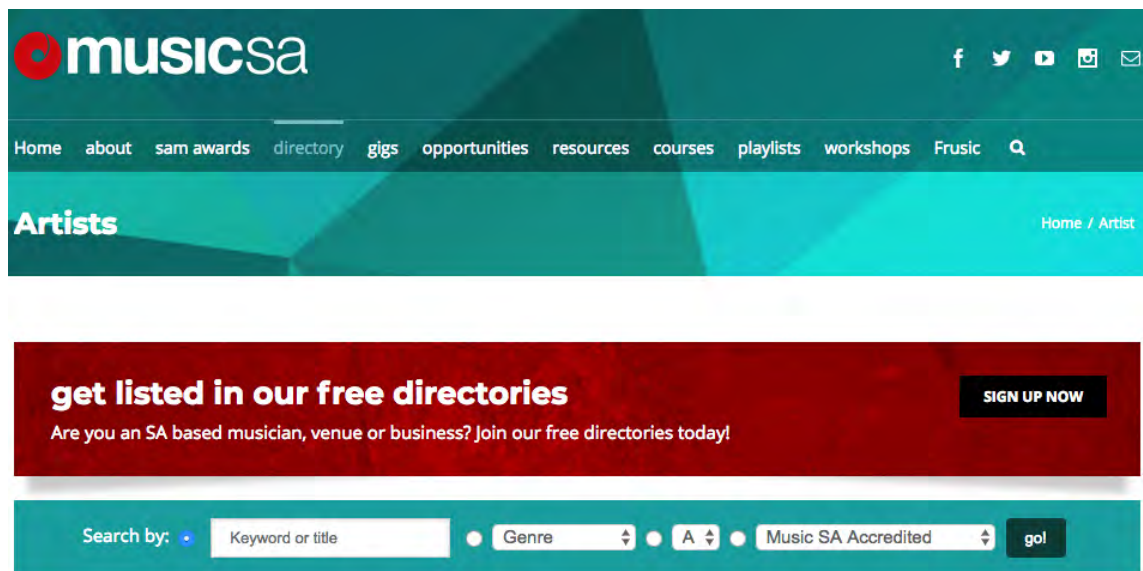 musicsa
Home about sam awards directory gigs opportunities resources courses playlists workshops Frusic
Artists
Home / Artist
get listed in our free directories
SIGN UP NOW
Are you an SA based musician, venue or business? Join our free directories today!
Search by: Keyword or title Genre A Music SA Accredited go!